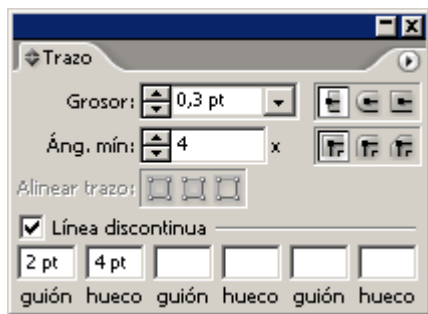 Trazo
Grosor: 0,3 pt
Áng. mín: 4 x
Alinear trazo:
Línea discontinua
2 pt 4 pt
guión hueco guión hueco guión hueco